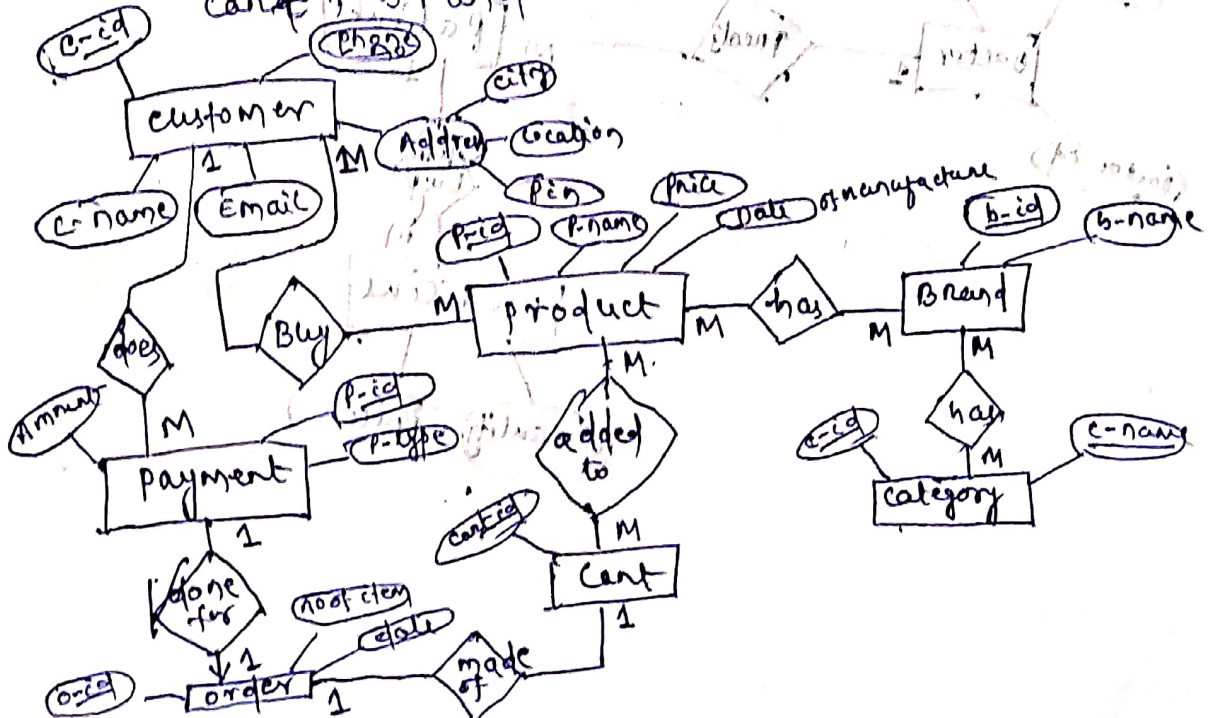 c-id
Phone
city
customer
Address
Location
1
M
Pin
Price
c-name
Email
Date of manufacture
P-id
P-name
b-id
b-name
M
Product
M
has
M
Brand
M
Buy
does
M.
Amount
P-id
M
P-type
added
to
has
c-id
c-name
M
Payment
Category
cartid
M
1
Cart
done
for
no of item
date
1
1
made
of
o-id
order
1